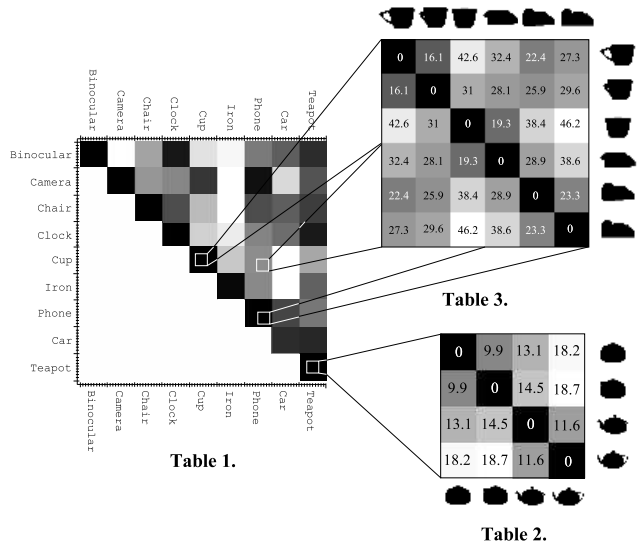 Binocular Camera Chair Clock Cup Iron Phone Car Teapot
Binocular
Camera
Chair
Clock
Cup
Iron
Phone
Car
Teapot
Binocular Camera Chair Clock Cup Iron Phone Car Teapot
Table 1.
0 16.1 42.6 32.4 22.4 27.3
16.1 0 31 28.1 25.9 29.6
42.6 31 0 19.3 38.4 46.2
32.4 28.1 19.3 0 28.9 38.6
22.4 25.9 38.4 28.9 0 23.3
27.3 29.6 46.2 38.6 23.3 0
Table 3.
0 9.9 13.1 18.2
9.9 0 14.5 18.7
13.1 14.5 0 11.6
18.2 18.7 11.6 0
Table 2.